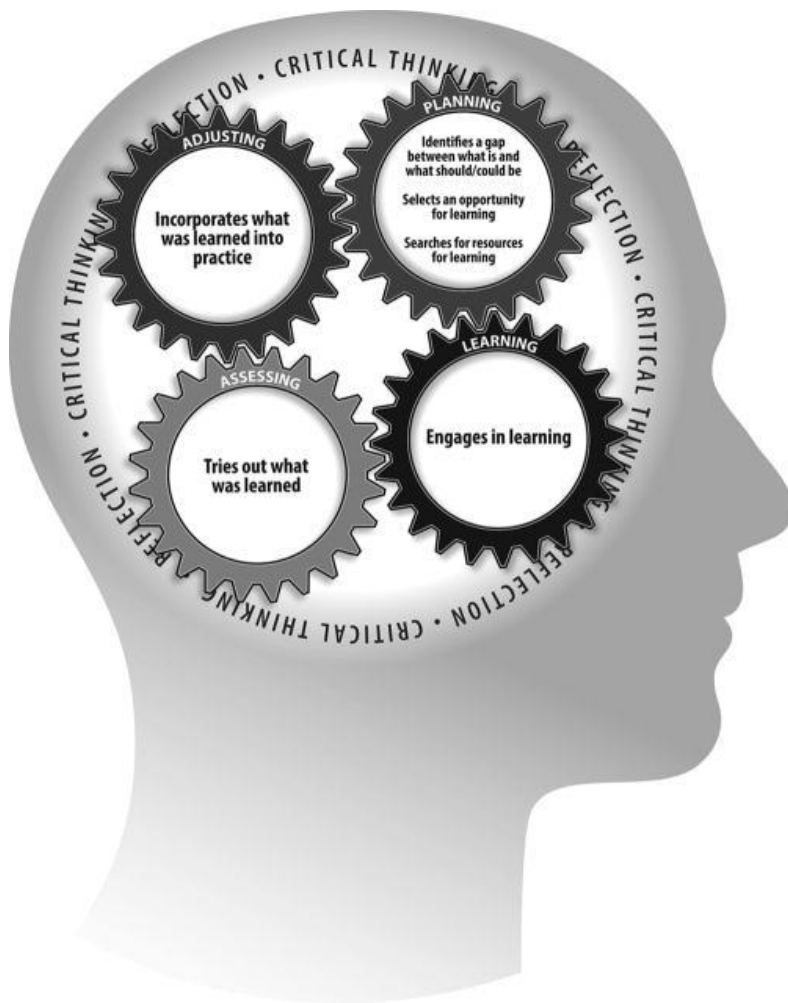 REFLECTION • CRITICAL THINKING
REFLECTION • CRITICAL THINKING
REFLECTION • CRITICAL THINKING
REFLECTION • CRITICAL THINKING
ADJUSTING
Incorporates what
was learned into
practice
PLANNING
Identifies a gap
between what is and
what should/could be
Selects an opportunity
for learning
Searches for resources
for learning
LEARNING
Engages in learning
ASSESSING
Tries out what
was learned